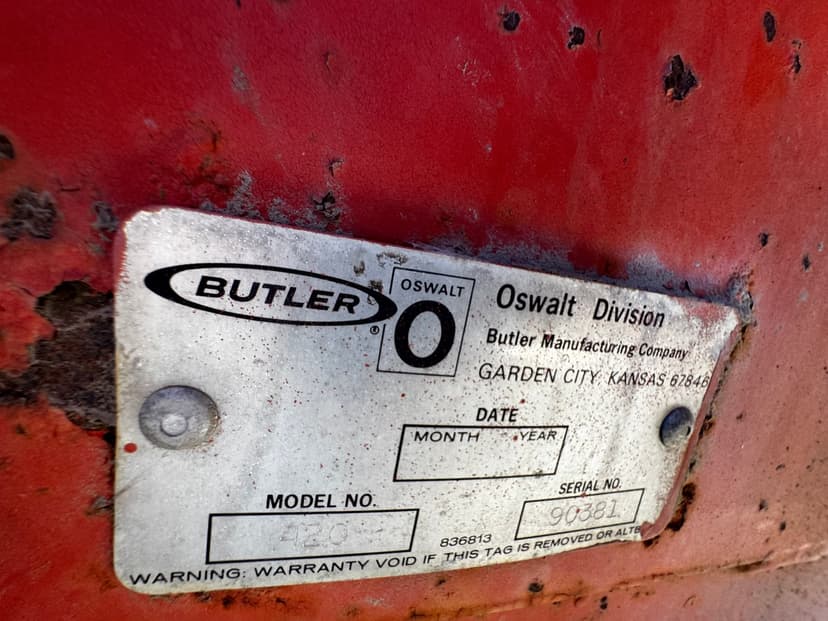 BUTLER ®
OSWALT
O
Oswalt Division
Butler Manufacturing Company
GARDEN CITY, KANSAS 67846
DATE
MONTH YEAR
MODEL NO.
420
SERIAL NO.
90381
836813
WARNING: WARRANTY VOID IF THIS TAG IS REMOVED OR ALTE